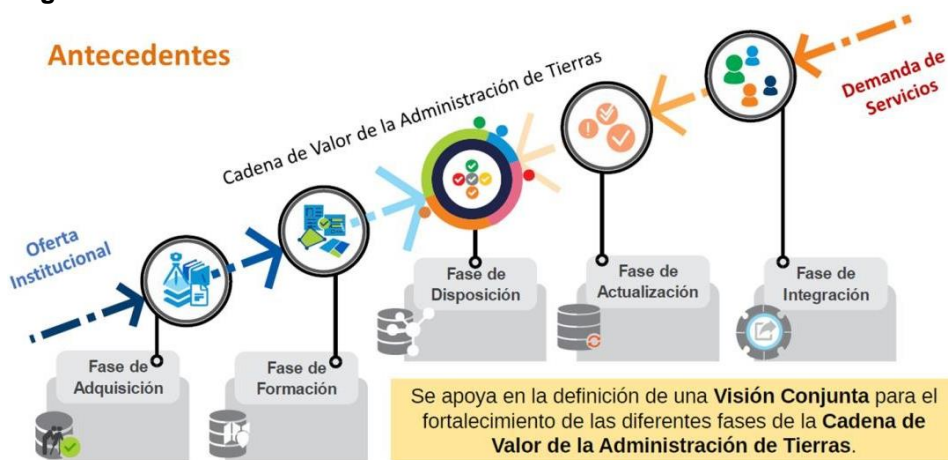 Antecedentes
Cadena de Valor de la Administración de Tierras
Demanda de
Servicios
Oferta
Institucional
Fase de
Adquisición
Fase de
Formación
Fase de
Disposición
Fase de
Actualización
Fase de
Integración
Se apoya en la definición de una Visión Conjunta para el
fortalecimiento de las diferentes fases de la Cadena de
Valor de la Administración de Tierras.